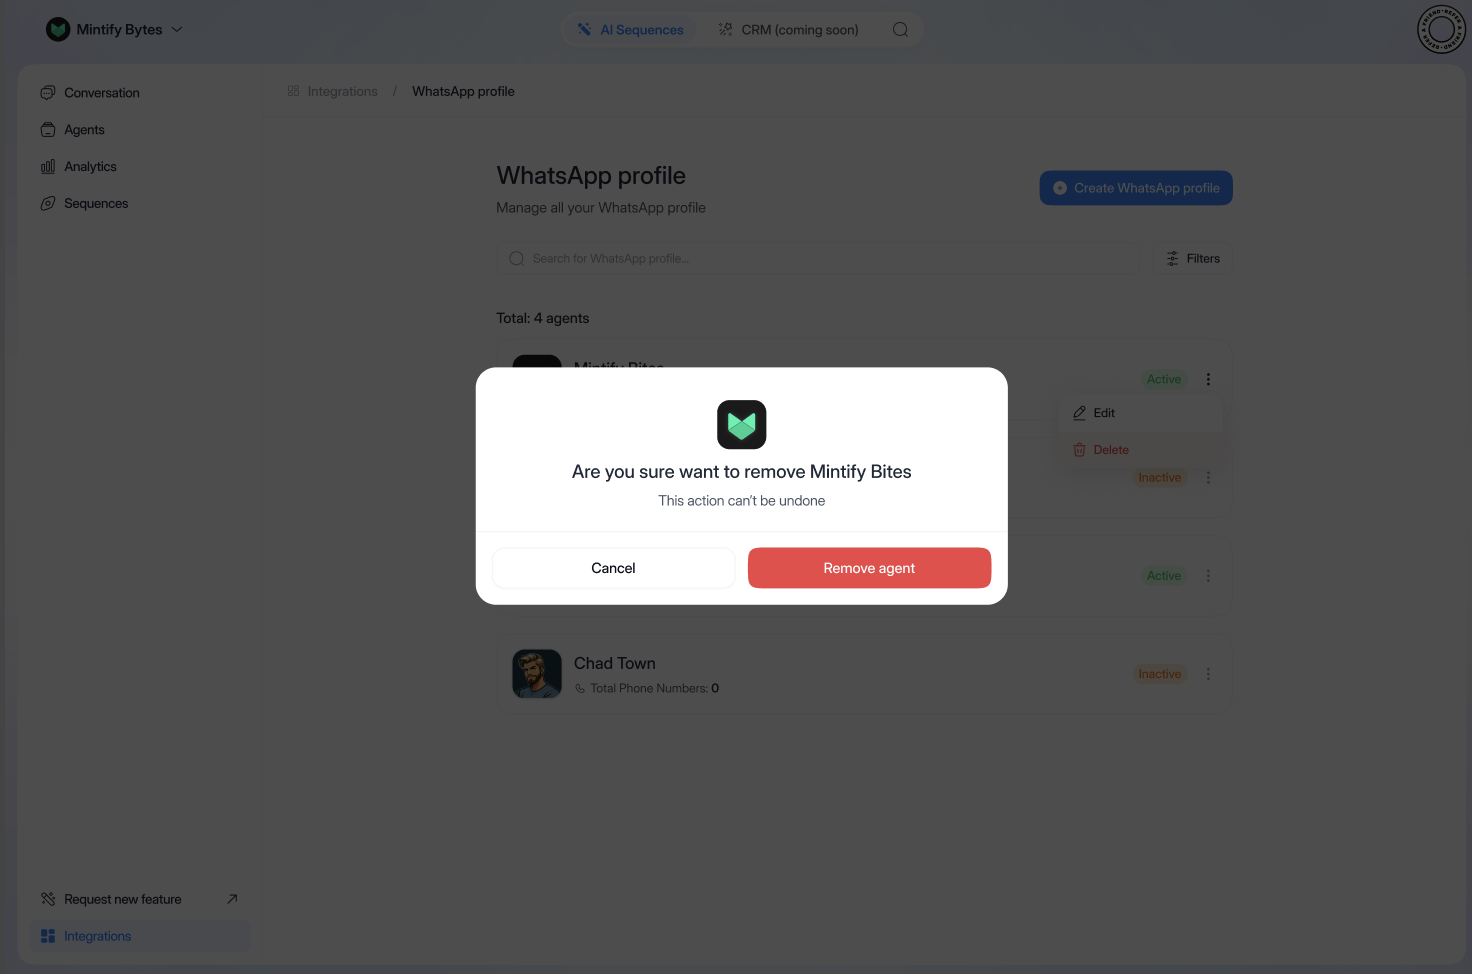 Mintify Bytes
AI Sequences
CRM (coming soon)
Conversation
Agents
Analytics
Sequences
Request new feature
Integrations
Integrations / WhatsApp profile
WhatsApp profile
Manage all your WhatsApp profile
Create WhatsApp profile
Search for WhatsApp profile...
Filters
Total: 4 agents
Mintify Bites
Active
Edit
Delete
Inactive
Are you sure want to remove Mintify Bites
This action can't be undone
Cancel
Remove agent
Active
Chad Town
Total Phone Numbers: 0
Inactive